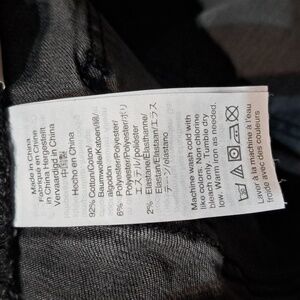 Made in China/
Fabriqué en Chine
in China Hergestellt
Vervaardigd in China
中国製
Hecho en China
92% Cotton/Coton/
Baumwolle/Katoen/綿/
algodón
6% Polyester/Polyester/
Polyester/Polyester/ポリ
エステル/poliéster
2% Elastane/Elasthanne/
Elastan/Elastaan/エラス
テーン/elastano
Machine wash cold with
like colors. Non chlorine
bleach only. Tumble dry
low. Warm iron as needed.
Laver à la machine à l'eau
froide avec des couleurs